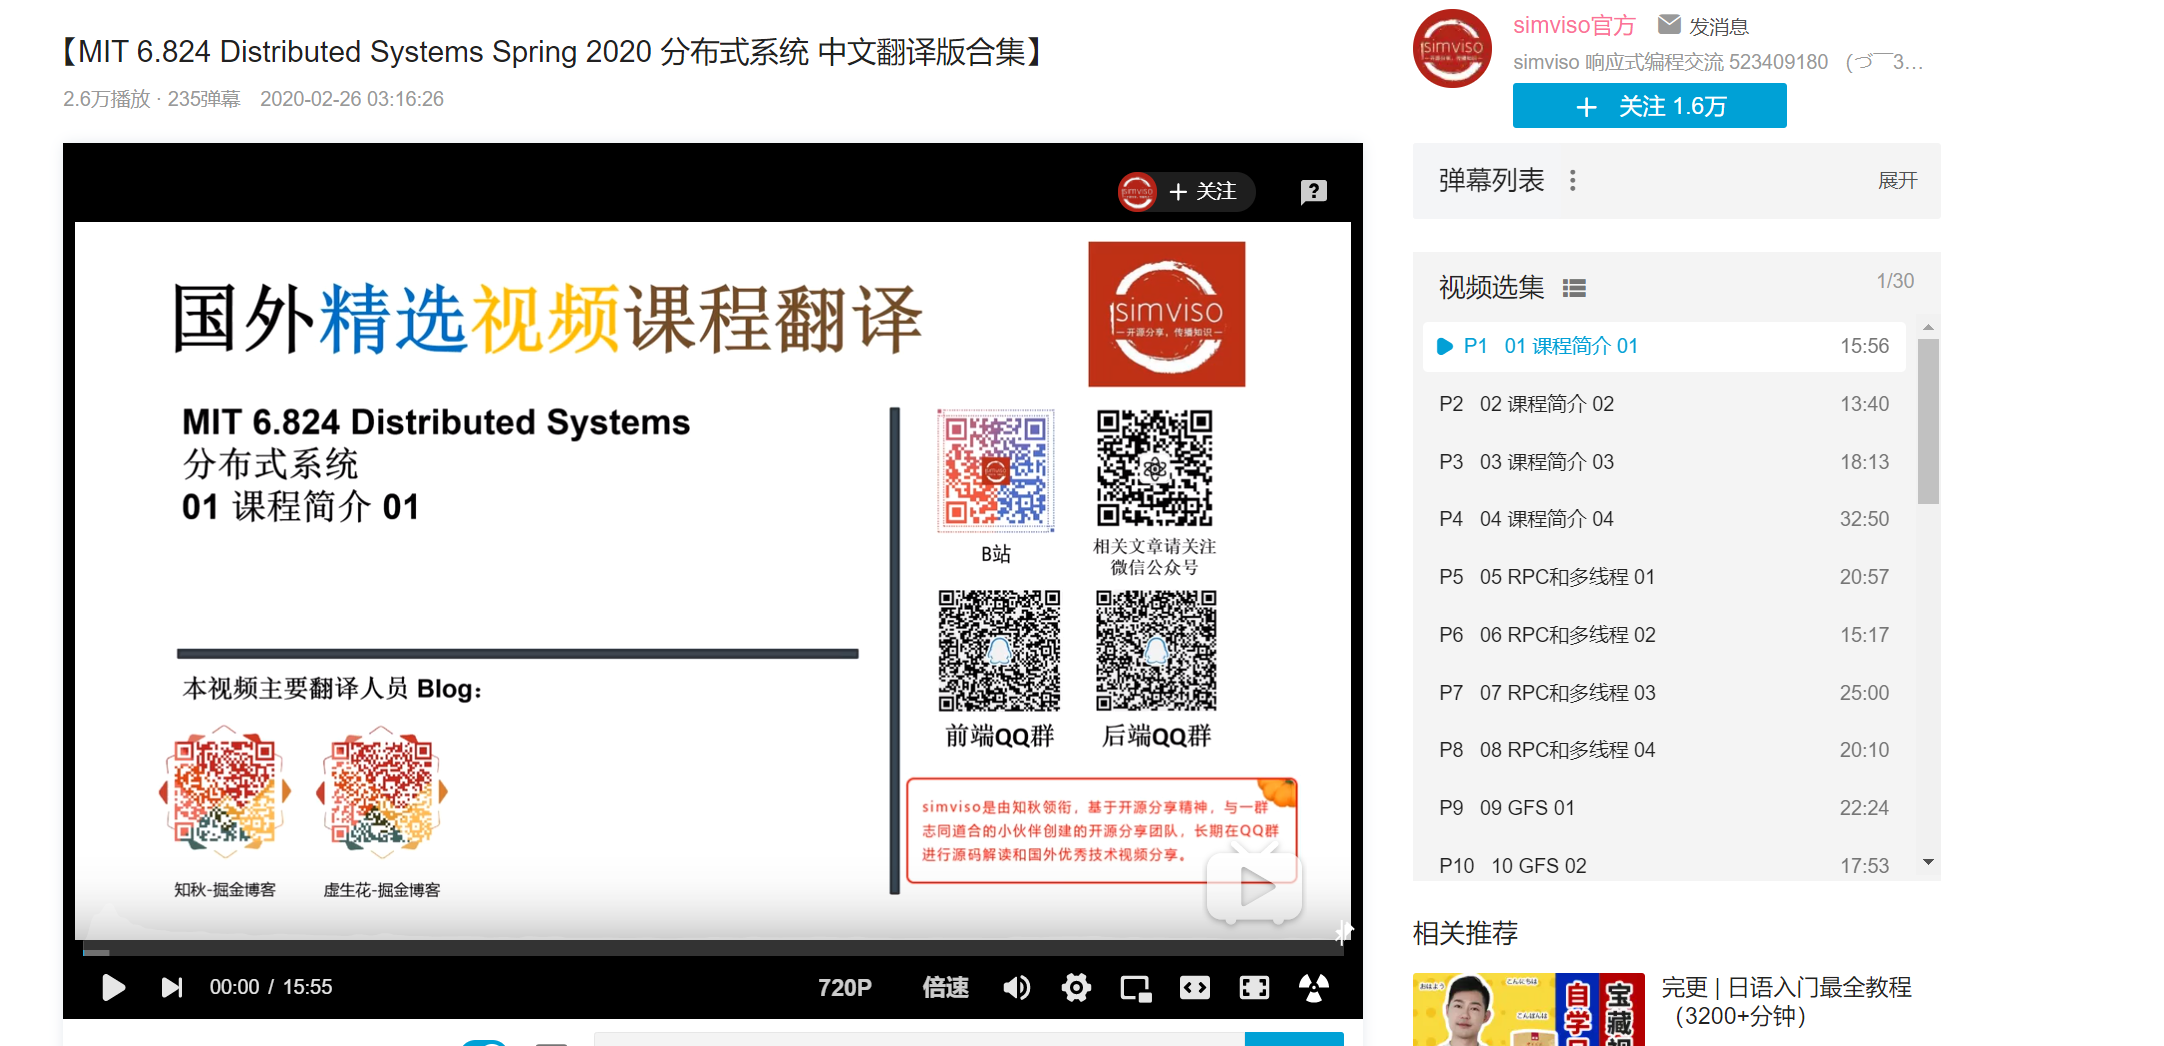 【MIT 6.824 Distributed Systems Spring 2020 分布式系统 中文翻译版合集】
2.6万播放 · 235弹幕 2020-02-26 03:16:26
simviso官方 发消息
simviso 响应式编程交流 523409180 (づ￣3…
+ 关注 1.6万
+ 关注
国外精选视频课程翻译
simviso
—开源分享，传播知识—
MIT 6.824 Distributed Systems
分布式系统
01 课程简介 01
B站
相关文章请关注
微信公众号
前端QQ群
后端QQ群
本视频主要翻译人员 Blog：
知秋-掘金博客
虚生花-掘金博客
simviso是由知秋领衔，基于开源分享精神，与一群
志同道合的小伙伴创建的开源分享团队，长期在QQ群
进行源码解读和国外优秀技术视频分享。
00:00 / 15:55
720P
倍速
弹幕列表
展开
视频选集
1/30
P1 01 课程简介 01 15:56
P2 02 课程简介 02 13:40
P3 03 课程简介 03 18:13
P4 04 课程简介 04 32:50
P5 05 RPC和多线程 01 20:57
P6 06 RPC和多线程 02 15:17
P7 07 RPC和多线程 03 25:00
P8 08 RPC和多线程 04 20:10
P9 09 GFS 01 22:24
P10 10 GFS 02 17:53
相关推荐
おはよう
こんにちは
こんばんは
自学
宝藏
完更 | 日语入门最全教程
（3200+分钟）